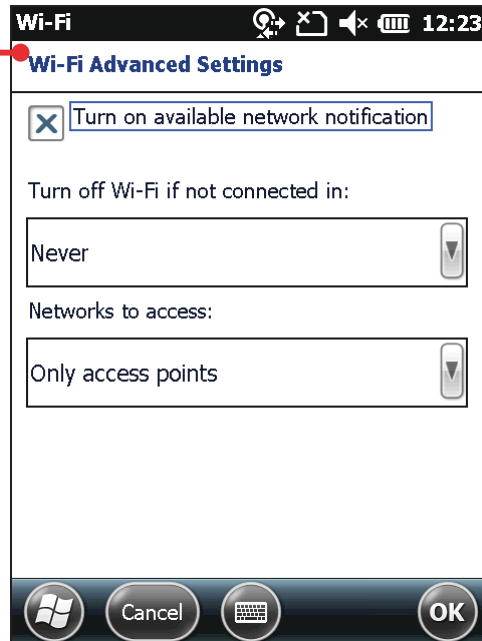 Wi-Fi 12:23
Wi-Fi Advanced Settings
Turn on available network notification
Turn off Wi-Fi if not connected in:
Never
Networks to access:
Only access points
Cancel OK